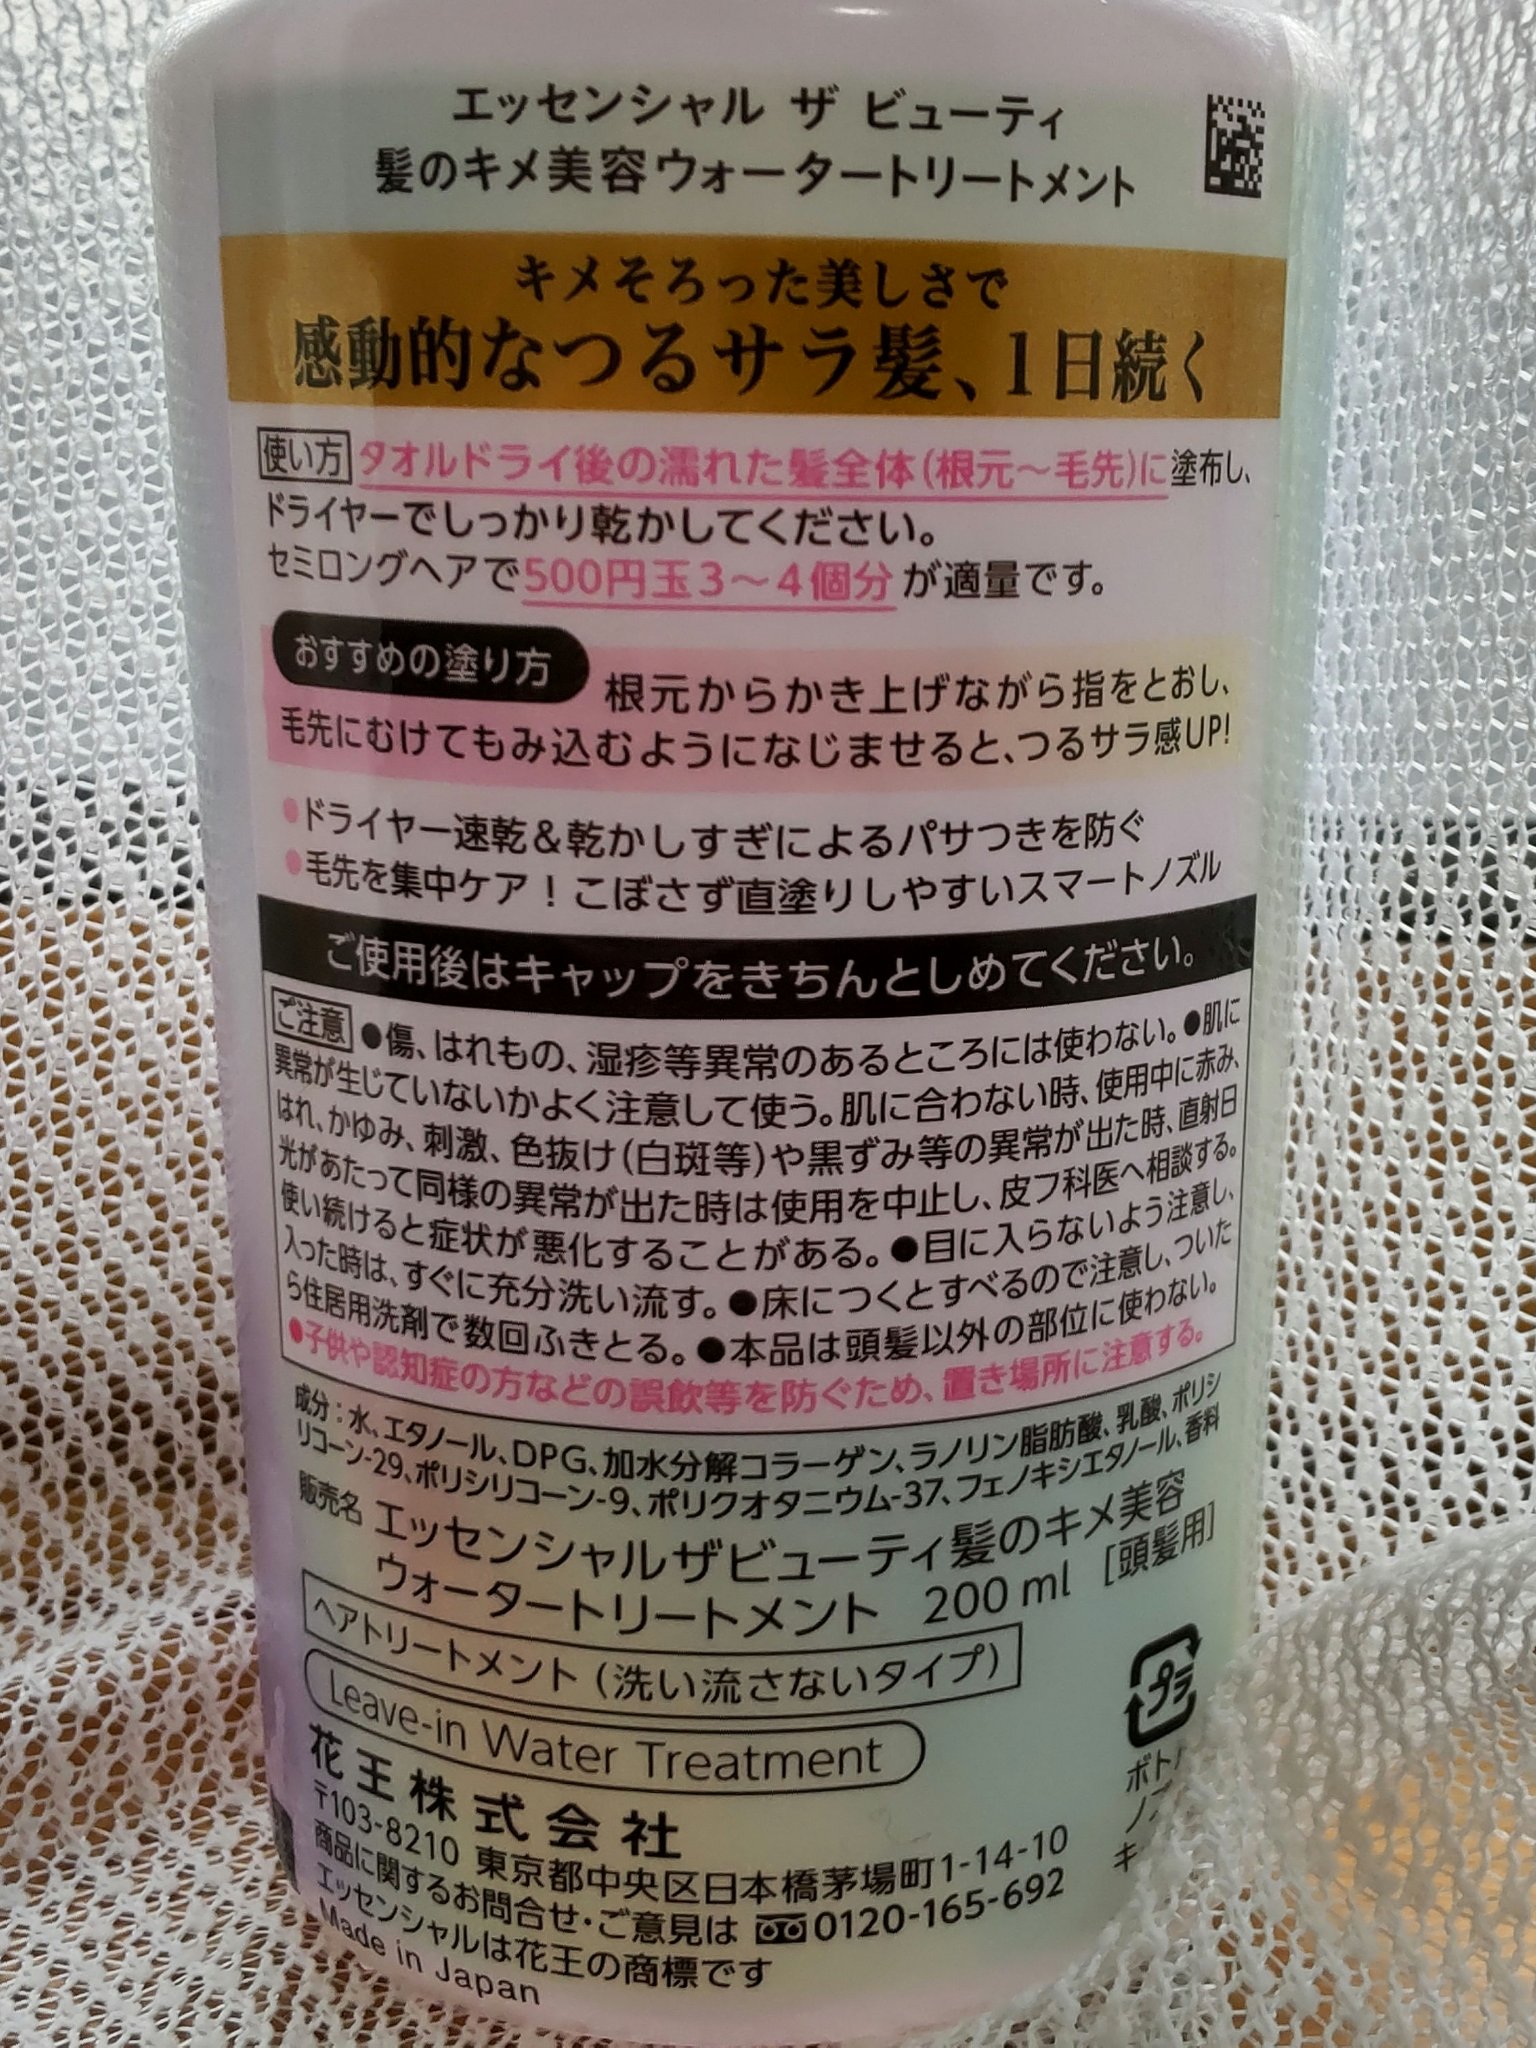 エッセンシャル ザ ビューティ
髪のキメ美容ウォータートリートメント
キメそろった美しさで
感動的なつるサラ髪、1日続く
使い方 タオルドライ後の濡れた髪全体(根元～毛先)に塗布し、
ドライヤーでしっかり乾かしてください。
セミロングヘアで500円玉3～4個分が適量です。
おすすめの塗り方 根元からかき上げながら指をとおし、
毛先にむけてもみ込むようになじませると、つるサラ感UP!
●ドライヤー速乾&乾かしすぎによるパサつきを防ぐ
●毛先を集中ケア!こぼさず直塗りしやすいスマートノズル
ご使用後はキャップをきちんとしめてください。
ご注意 ●傷、はれもの、湿疹等異常のあるところには使わない。●肌に
異常が生じていないかよく注意して使う。肌に合わない時、使用中に赤み、
はれ、かゆみ、刺激、色抜け(白斑等)や黒ずみ等の異常が出た時、直射日
光があたって同様の異常が出た時は使用を中止し、皮フ科医へ相談する。
使い続けると症状が悪化することがある。●目に入らないよう注意し、
入った時は、すぐに充分洗い流す。●床につくとすべるので注意し、ついた
ら住居用洗剤で数回ふきとる。●本品は頭髪以外の部位に使わない。
●子供や認知症の方などの誤飲等を防ぐため、置き場所に注意する。
成分:水、エタノール、DPG、加水分解コラーゲン、ラノリン脂肪酸、乳酸、ポリシ
リコーン-29、ポリシリコーン-9、ポリクオタニウム-37、フェノキシエタノール、香料
販売名 エッセンシャルザビューティ髪のキメ美容
ウォータートリートメント 200ml [頭髪用]
ヘアトリートメント(洗い流さないタイプ)
Leave-in Water Treatment
プラ
花王株式会社
〒103-8210 東京都中央区日本橋茅場町1-14-10
商品に関するお問合せ・ご意見は 0120-165-692
エッセンシャルは花王の商標です
Made in Japan